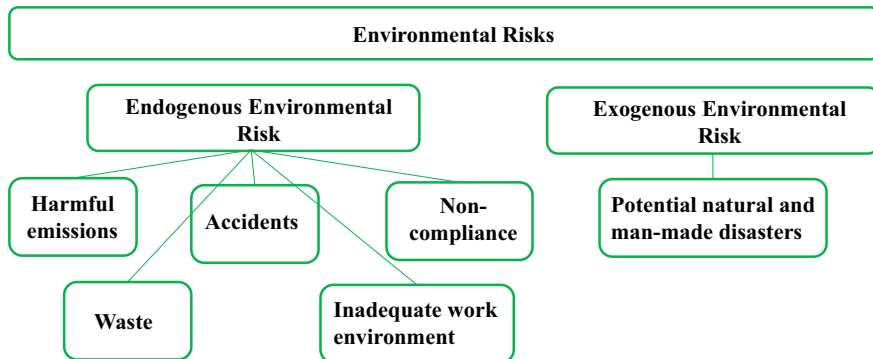 Environmental Risks
Endogenous Environmental
Risk
Exogenous Environmental
Risk
Harmful
emissions
Accidents
Non-
compliance
Potential natural and
man-made disasters
Waste
Inadequate work
environment